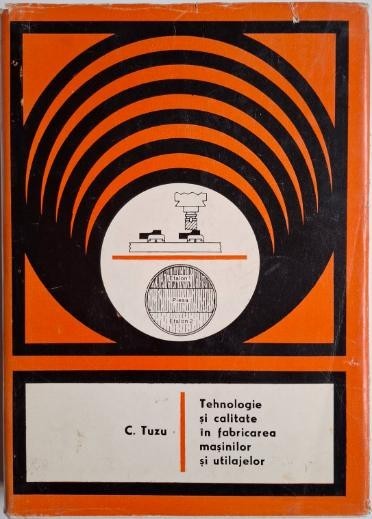 Etalon 1
Piesa
Etalon 2
C. Tuzu
Tehnologie
și calitate
în fabricarea
mașinilor
și utilajelor